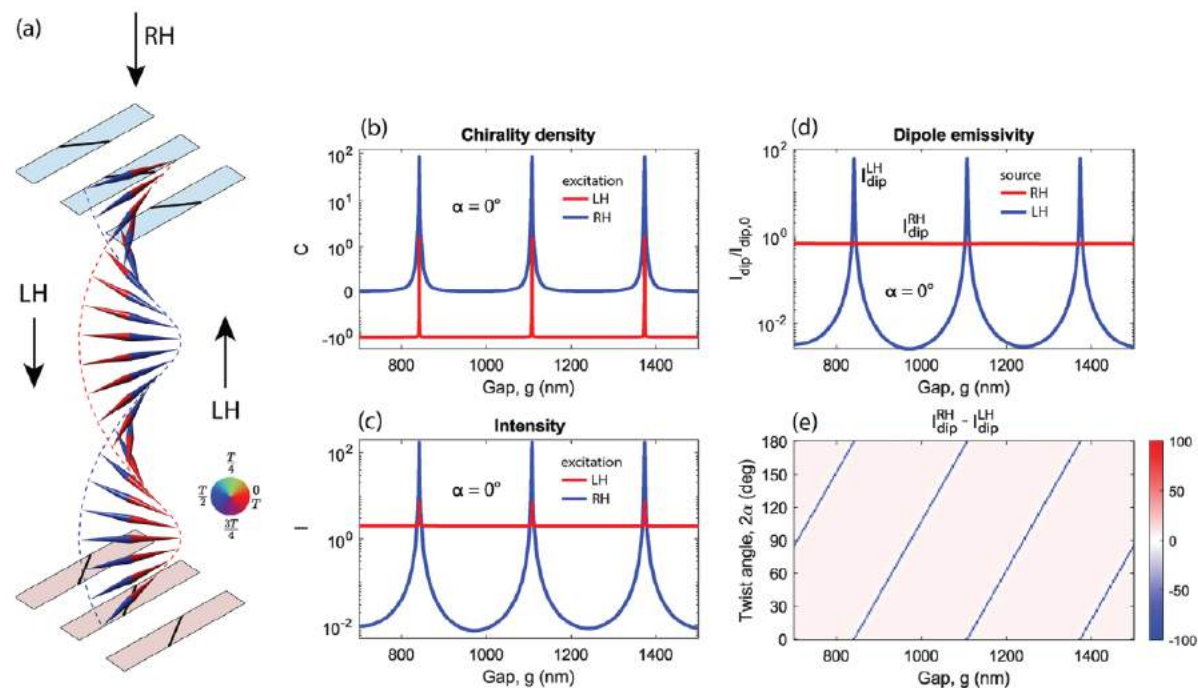 (a)
RH
LH
LH
T/4
T/2
0
T
3T/4
(b)
Chirality density
10^2
10^1
10^0
0
-10^0
C
excitation
LH
RH
α = 0°
800
1000
1200
1400
Gap, g (nm)
(c)
Intensity
10^2
10^0
10^-2
I
excitation
LH
RH
α = 0°
800
1000
1200
1400
Gap, g (nm)
(d)
Dipole emissivity
10^2
10^0
10^-2
I_dip/I_dip,0
I_dip^LH
I_dip^RH
source
RH
LH
α = 0°
800
1000
1200
1400
Gap, g (nm)
(e)
I_dip^RH - I_dip^LH
180
150
120
90
60
30
0
Twist angle, 2α (deg)
800
1000
1200
1400
Gap, g (nm)
100
50
0
-50
-100